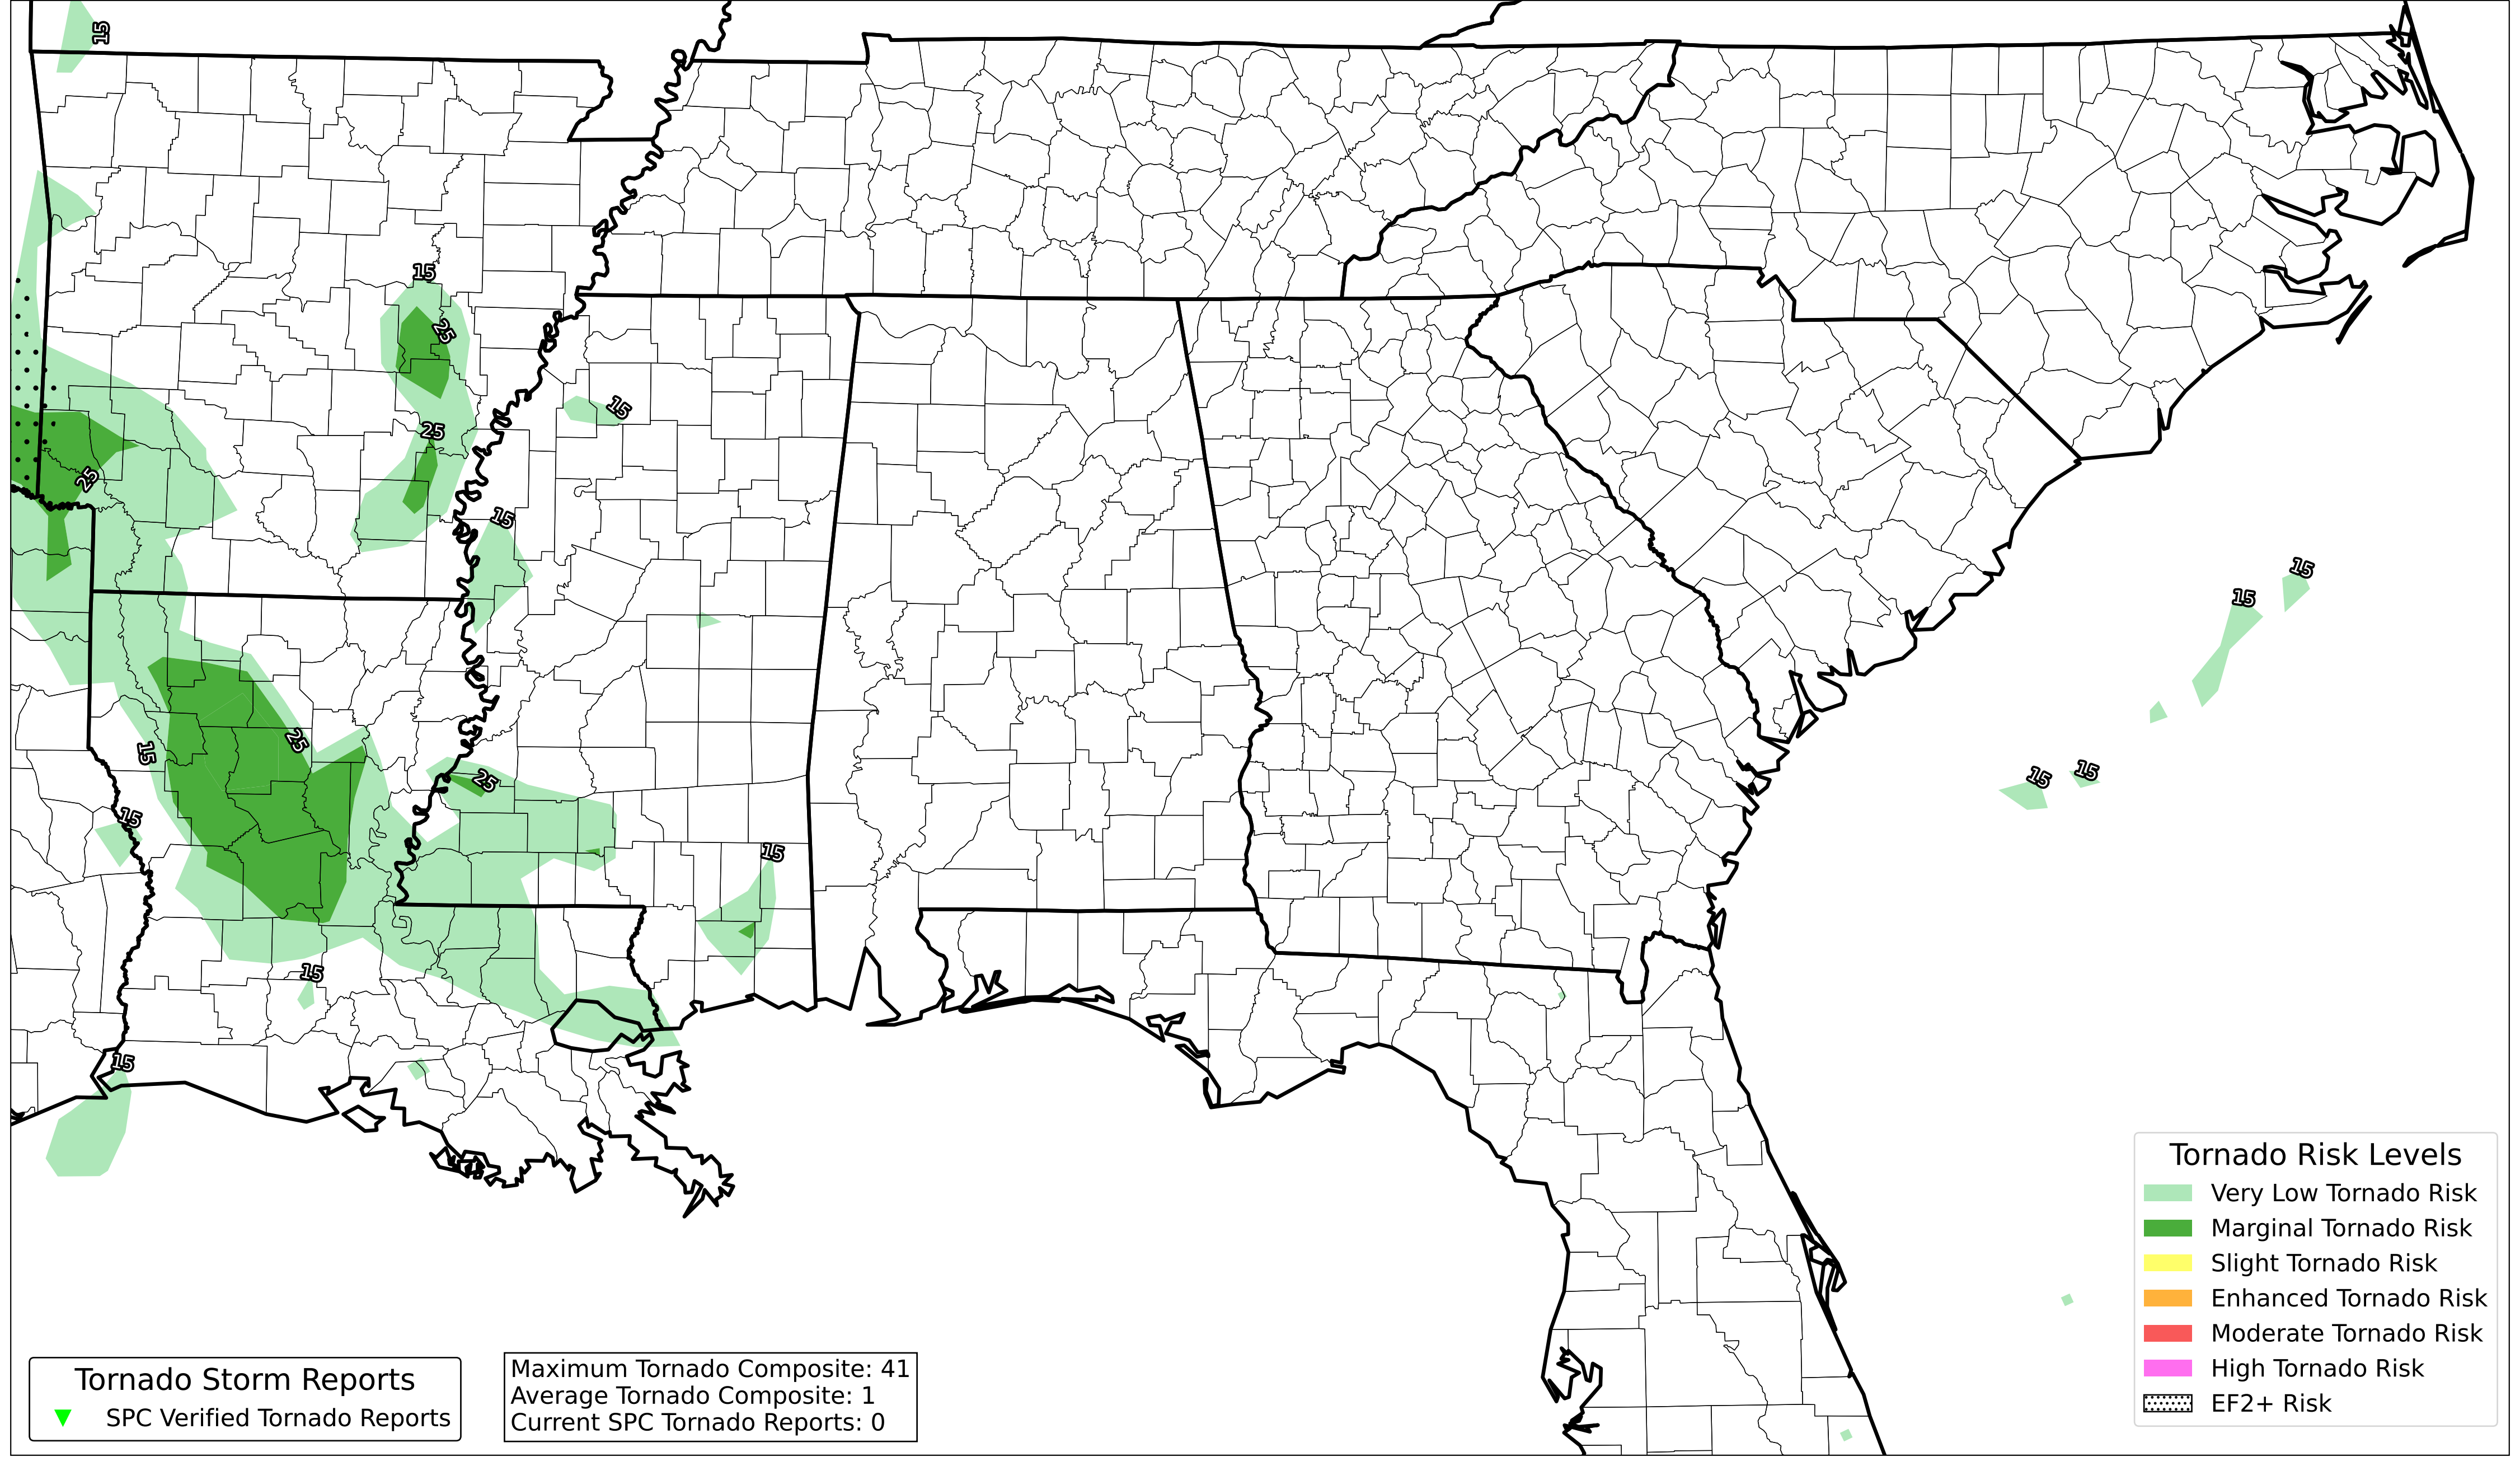 15
15
25
15
25
25
15
15
15
25
15
25
15
15
15
15
15
15
15
Tornado Risk Levels
Very Low Tornado Risk
Marginal Tornado Risk
Slight Tornado Risk
Enhanced Tornado Risk
Moderate Tornado Risk
High Tornado Risk
EF2+ Risk
Tornado Storm Reports
SPC Verified Tornado Reports
Maximum Tornado Composite: 41
Average Tornado Composite: 1
Current SPC Tornado Reports: 0